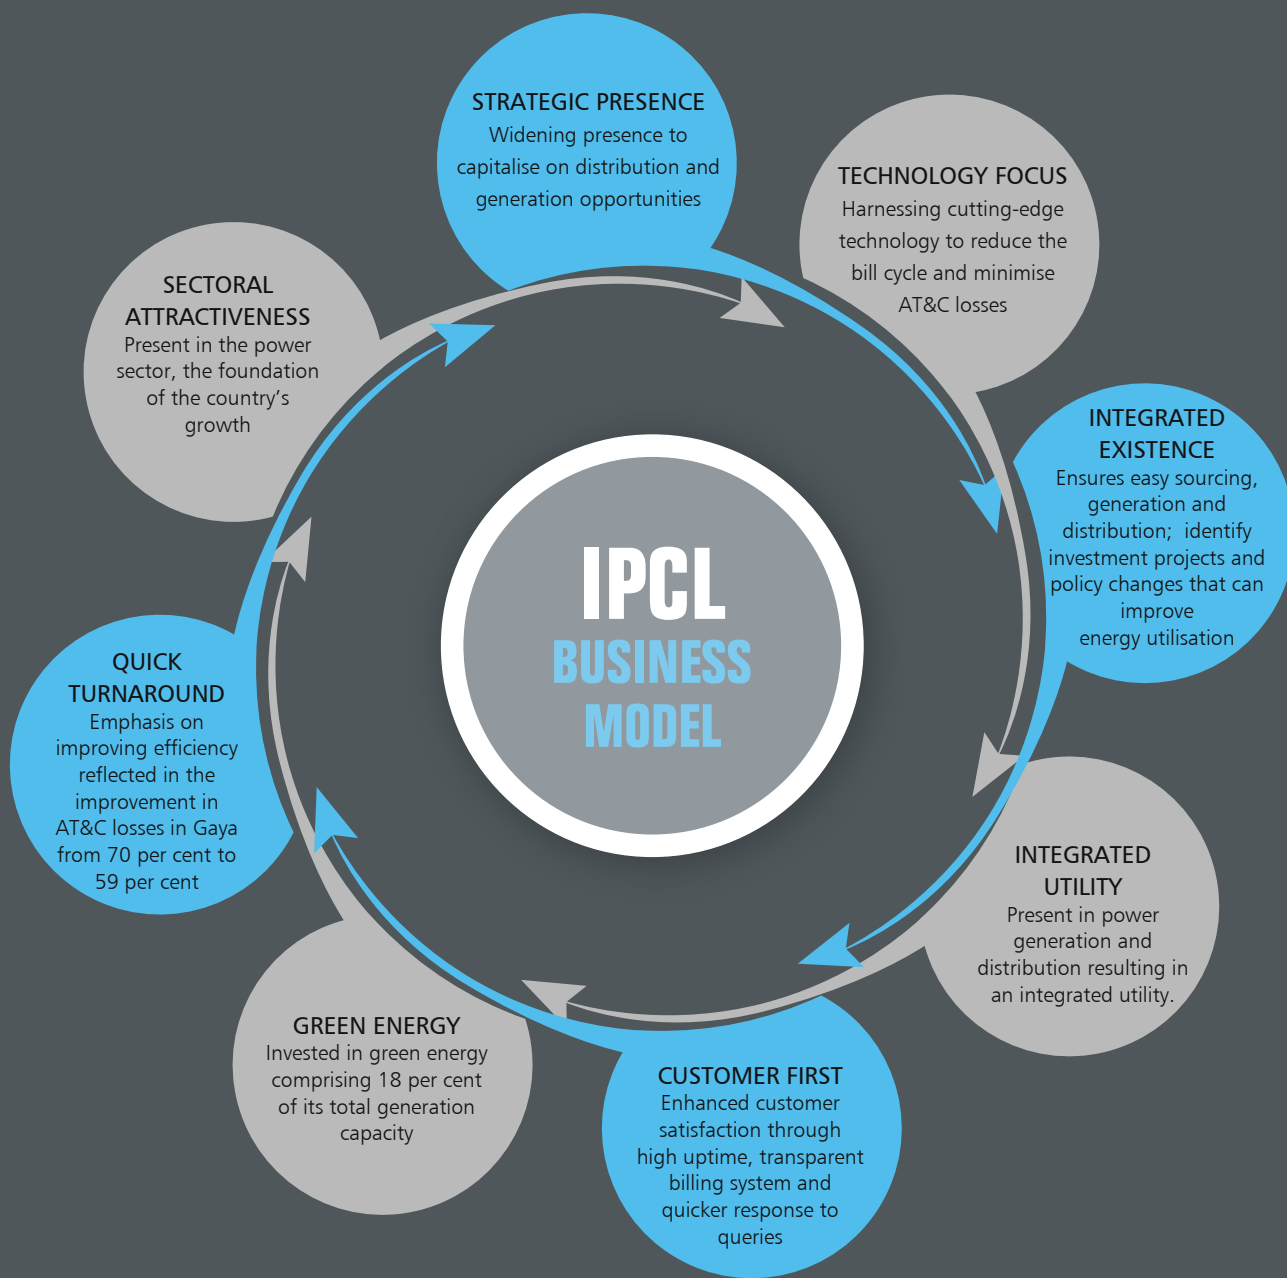 STRATEGIC PRESENCE
Widening presence to
capitalise on distribution and
generation opportunities
TECHNOLOGY FOCUS
Harnessing cutting-edge
technology to reduce the
bill cycle and minimise
AT&C losses
INTEGRATED
EXISTENCE
Ensures easy sourcing,
generation and
distribution; identify
investment projects and
policy changes that can
improve
energy utilisation
INTEGRATED
UTILITY
Present in power
generation and
distribution resulting in
an integrated utility.
CUSTOMER FIRST
Enhanced customer
satisfaction through
high uptime, transparent
billing system and
quicker response to
queries
GREEN ENERGY
Invested in green energy
comprising 18 per cent
of its total generation
capacity
QUICK
TURNAROUND
Emphasis on
improving efficiency
reflected in the
improvement in
AT&C losses in Gaya
from 70 per cent to
59 per cent
SECTORAL
ATTRACTIVENESS
Present in the power
sector, the foundation
of the country's
growth
IPCL
BUSINESS
MODEL